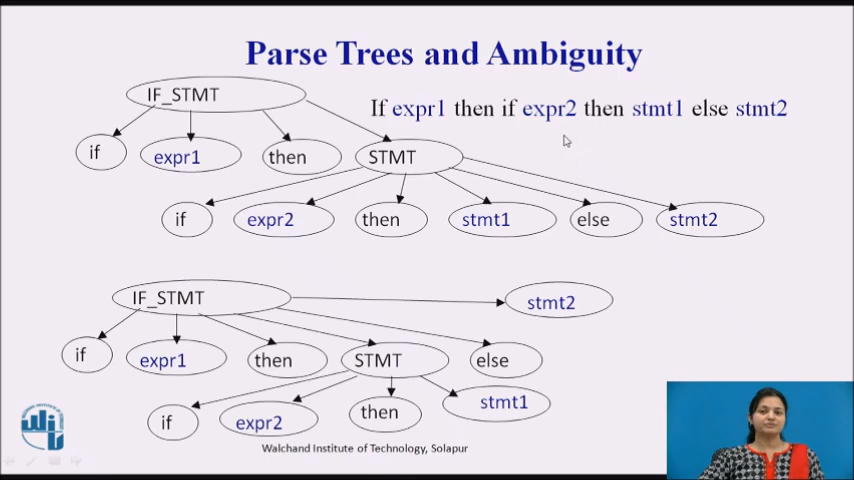 Parse Trees and Ambiguity
IF_STMT
If expr1 then if expr2 then stmt1 else stmt2
if expr1 then STMT
if expr2 then stmt1 else stmt2
IF_STMT stmt2
if expr1 then STMT else
if expr2 then stmt1
Walchand Institute of Technology, Solapur